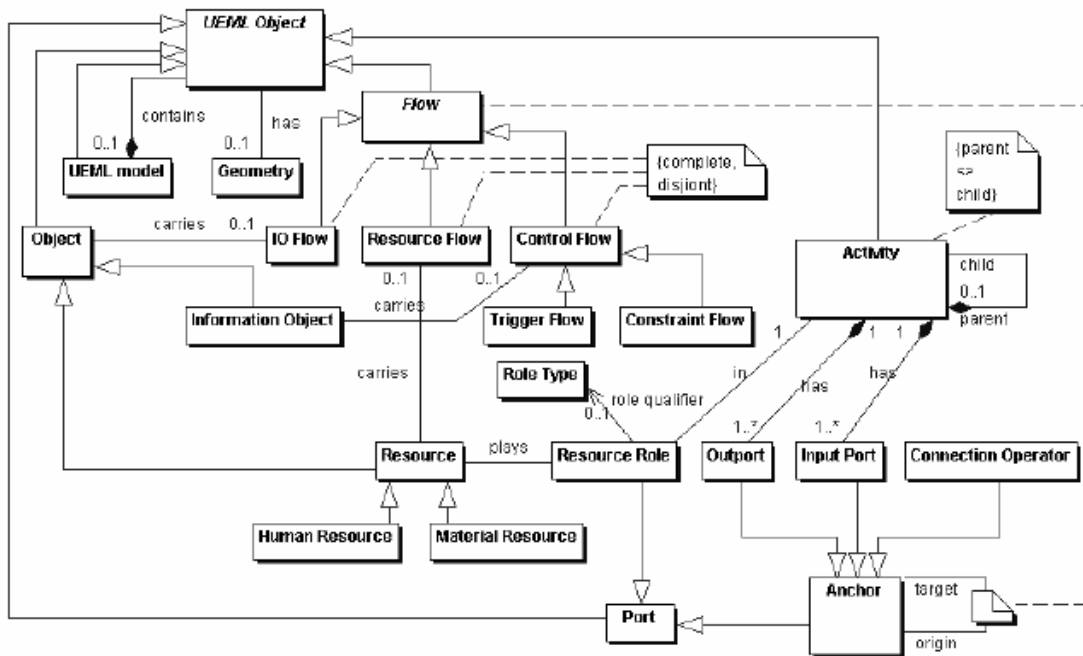 UEML Object
Flow
contains
has
0..1
0..1
UEML model
Geometry
{complete,
disjiont}
{parent
child}
carries
0..1
Object
IO Flow
Resource Flow
Control Flow
Activity
child
0..1
parent
0..1
0..1
carries
Information Object
Trigger Flow
Constraint Flow
1
1
1
carries
Role Type
in
has
has
role qualifier
0..1
1..*
1..*
Resource
plays
Resource Role
Outport
Input Port
Connection Operator
Human Resource
Material Resource
Anchor
target
Port
origin